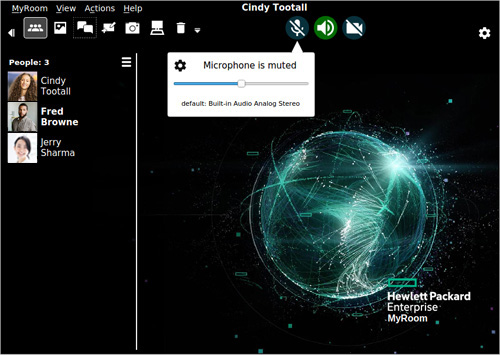 MyRoom View Actions Help
Cindy Tootall
Microphone is muted
default: Built-in Audio Analog Stereo
People: 3
Cindy
Tootall
Fred
Browne
Jerry
Sharma
Hewlett Packard
Enterprise
MyRoom